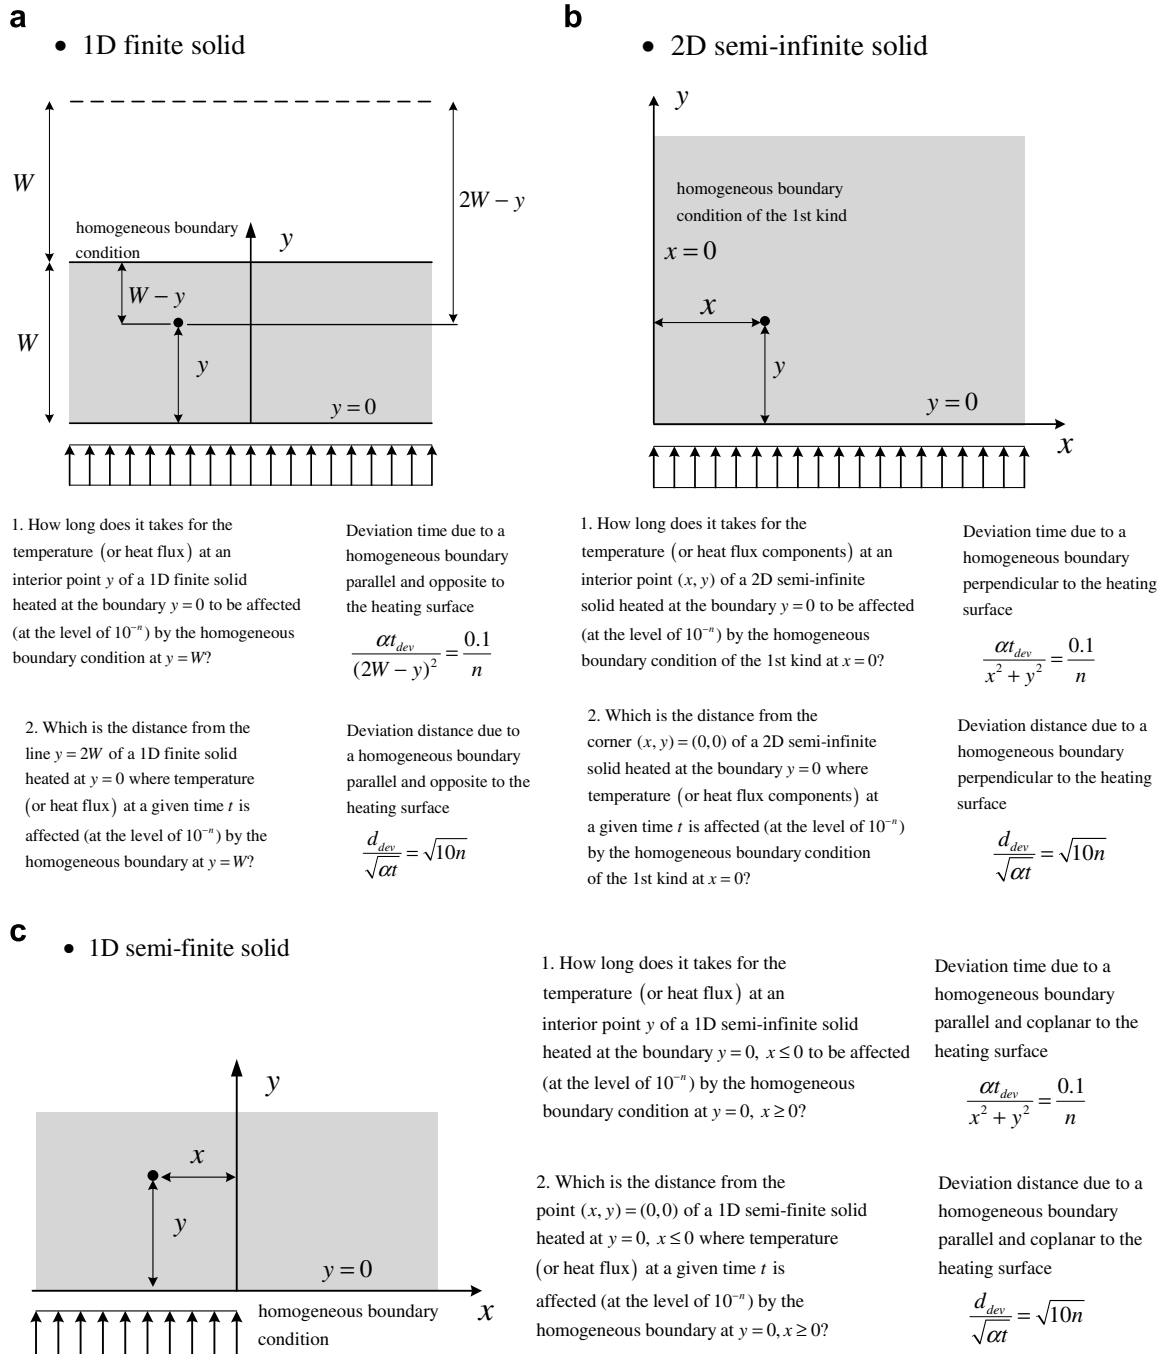 a
• 1D finite solid
W
2W − y
homogeneous boundary
condition
y
W − y
W
y
y = 0
1. How long does it takes for the
temperature (or heat flux) at an
interior point y of a 1D finite solid
heated at the boundary y = 0 to be affected
(at the level of 10⁻ⁿ) by the homogeneous
boundary condition at y = W?
Deviation time due to a
homogeneous boundary
parallel and opposite to
the heating surface
αt_dev / (2W − y)² = 0.1 / n
2. Which is the distance from the
line y = 2W of a 1D finite solid
heated at y = 0 where temperature
(or heat flux) at a given time t is
affected (at the level of 10⁻ⁿ) by the
homogeneous boundary at y = W?
Deviation distance due to
a homogeneous boundary
parallel and opposite to the
heating surface
d_dev / √(αt) = √(10n)
b
• 2D semi-infinite solid
y
homogeneous boundary
condition of the 1st kind
x = 0
x
y
y = 0
x
1. How long does it takes for the
temperature (or heat flux components) at an
interior point (x, y) of a 2D semi-infinite
solid heated at the boundary y = 0 to be affected
(at the level of 10⁻ⁿ) by the homogeneous
boundary condition of the 1st kind at x = 0?
Deviation time due to a
homogeneous boundary
perpendicular to the heating
surface
αt_dev / (x² + y²) = 0.1 / n
2. Which is the distance from the
corner (x, y) = (0,0) of a 2D semi-infinite
solid heated at the boundary y = 0 where
temperature (or heat flux components) at
a given time t is affected (at the level of 10⁻ⁿ)
by the homogeneous boundary condition
of the 1st kind at x = 0?
Deviation distance due to a
homogeneous boundary
perpendicular to the heating
surface
d_dev / √(αt) = √(10n)
c
• 1D semi-finite solid
y
x
y
y = 0
x
homogeneous boundary
condition
1. How long does it takes for the
temperature (or heat flux) at an
interior point y of a 1D semi-infinite solid
heated at the boundary y = 0, x ≤ 0 to be affected
(at the level of 10⁻ⁿ) by the homogeneous
boundary condition at y = 0, x ≥ 0?
Deviation time due to a
homogeneous boundary
parallel and coplanar to the
heating surface
αt_dev / (x² + y²) = 0.1 / n
2. Which is the distance from the
point (x, y) = (0,0) of a 1D semi-finite solid
heated at y = 0, x ≤ 0 where temperature
(or heat flux) at a given time t is
affected (at the level of 10⁻ⁿ) by the
homogeneous boundary at y = 0, x ≥ 0?
Deviation distance due to a
homogeneous boundary
parallel and coplanar to the
heating surface
d_dev / √(αt) = √(10n)